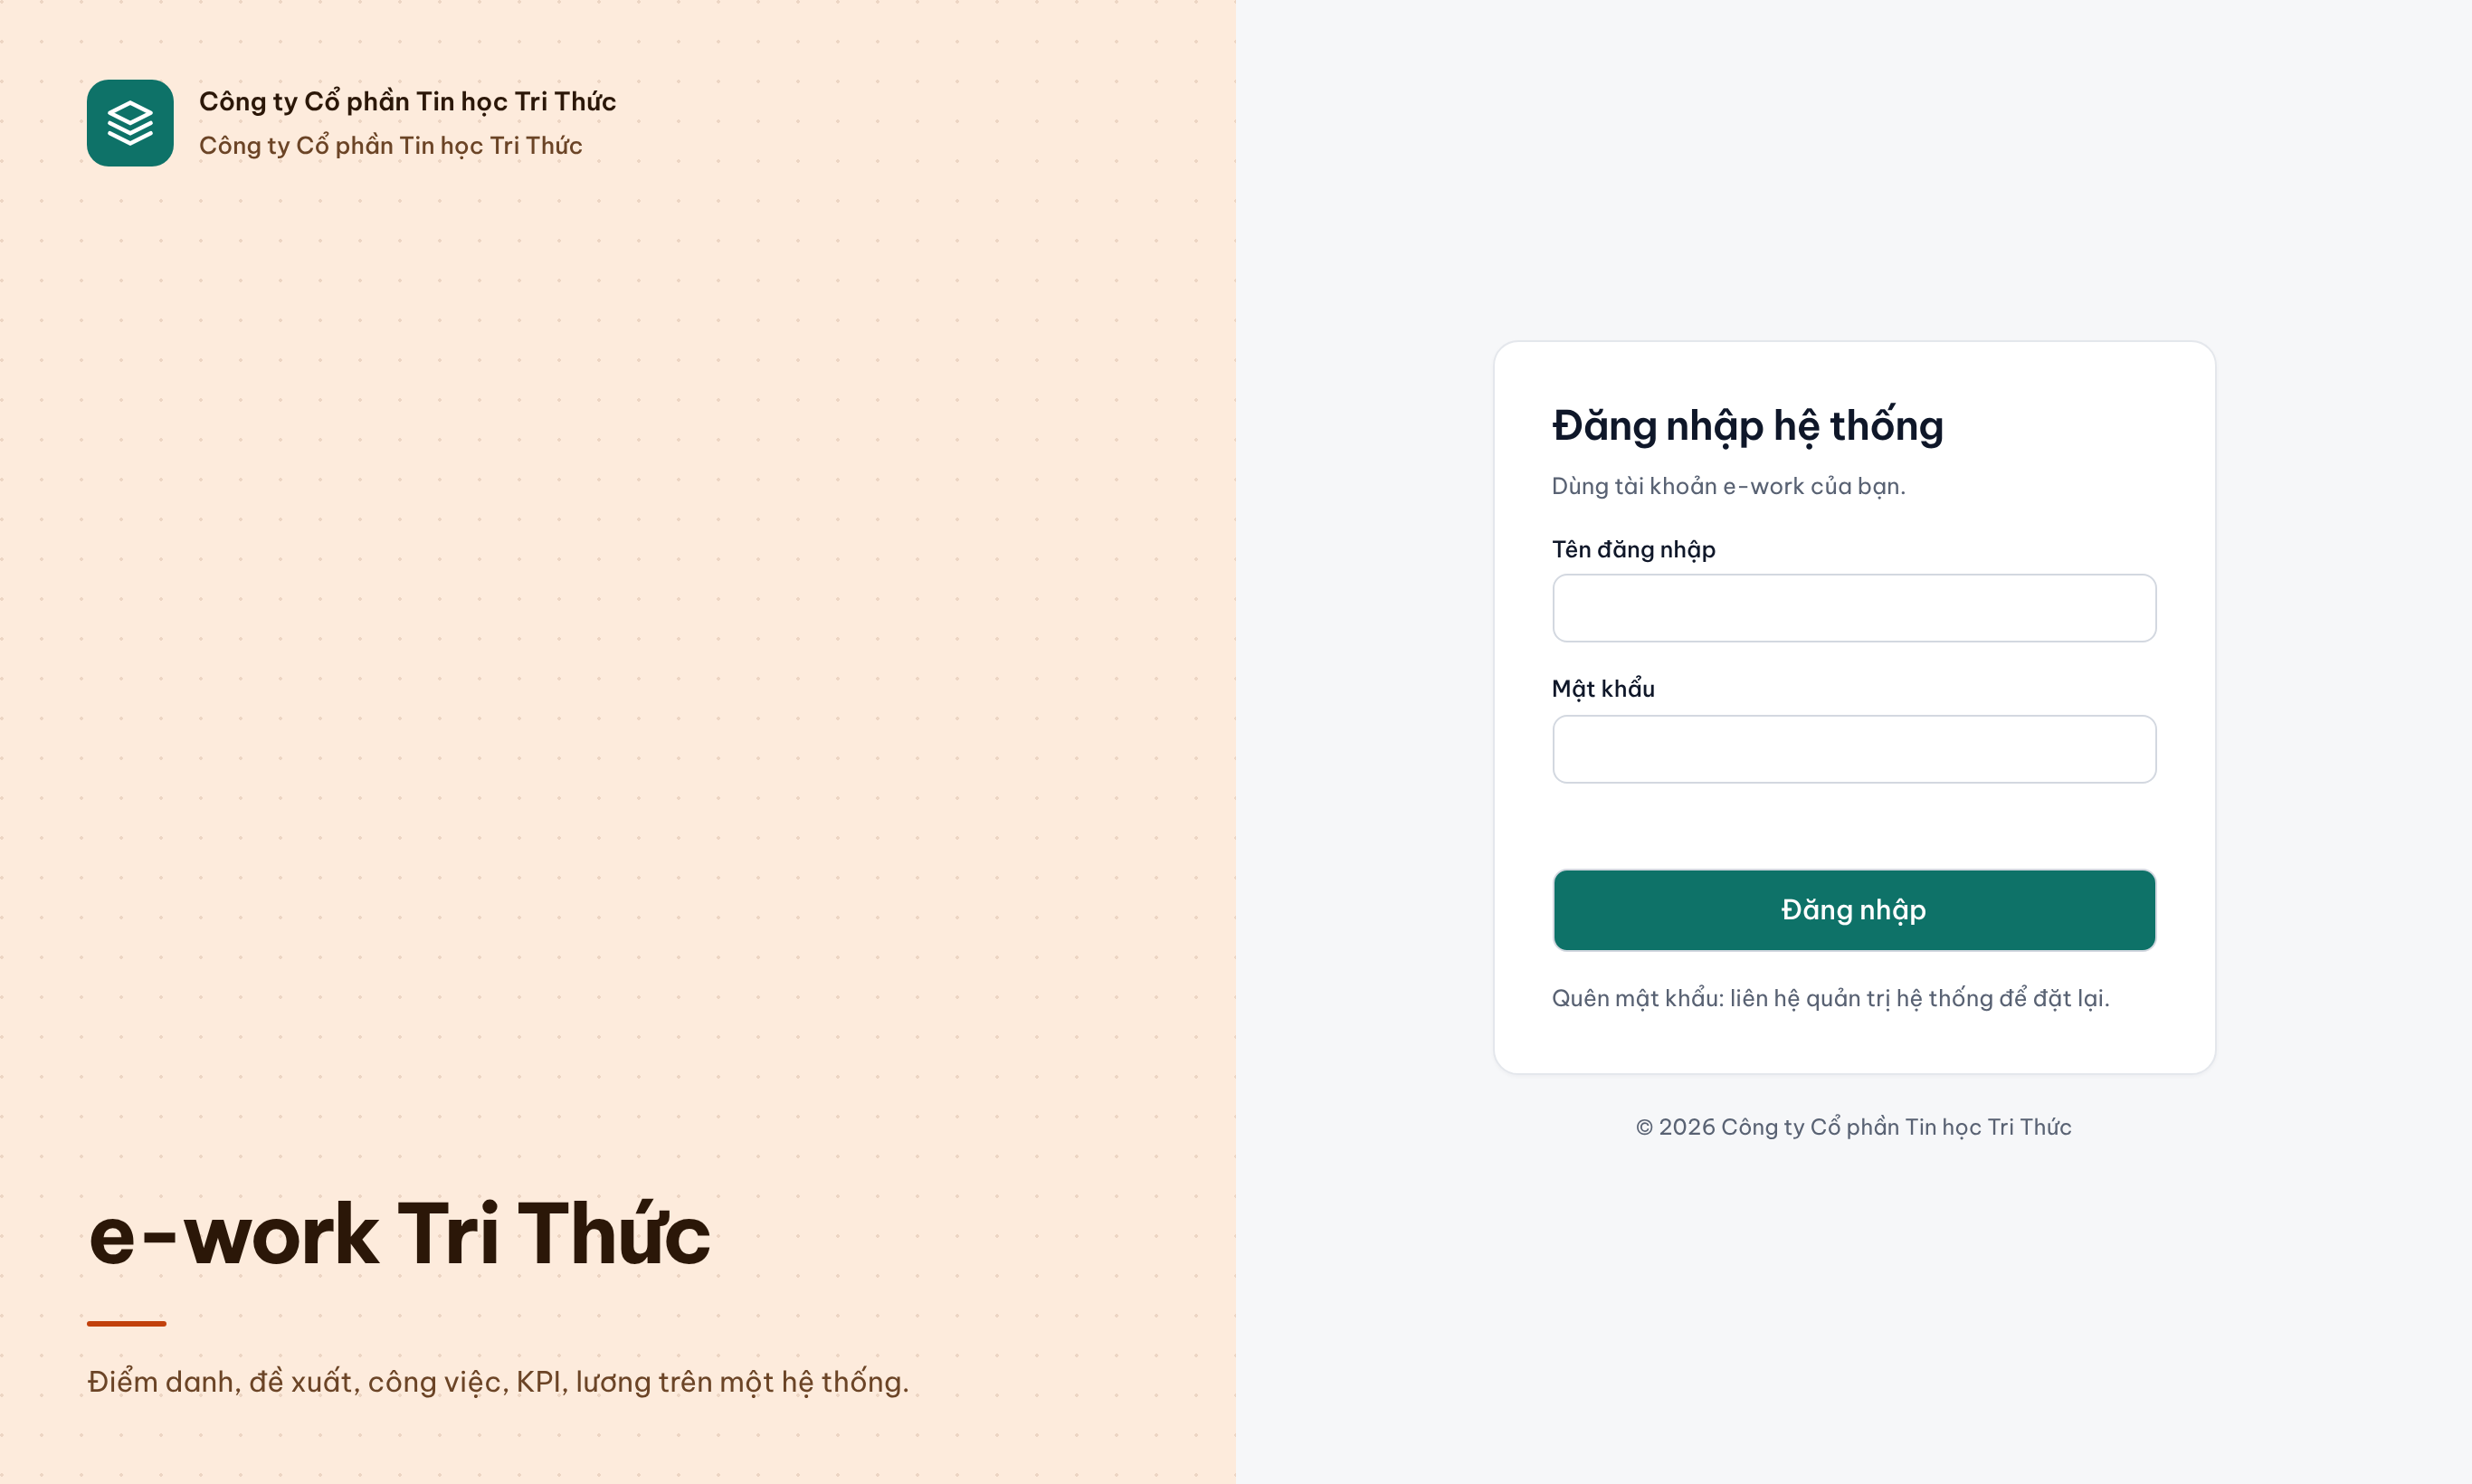 Công ty Cổ phần Tin học Tri Thức
Công ty Cổ phần Tin học Tri Thức
e-work Tri Thức
Điểm danh, đề xuất, công việc, KPI, lương trên một hệ thống.
Đăng nhập hệ thống
Dùng tài khoản e-work của bạn.
Tên đăng nhập
Mật khẩu
Đăng nhập
Quên mật khẩu: liên hệ quản trị hệ thống để đặt lại.
© 2026 Công ty Cổ phần Tin học Tri Thức